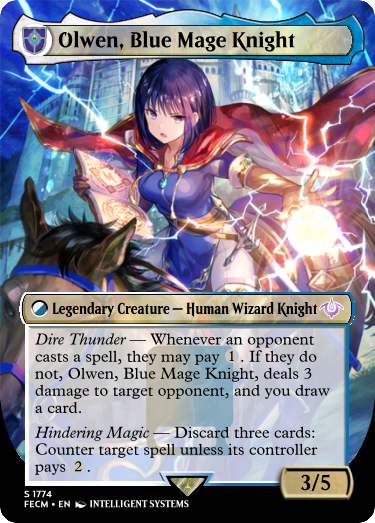 Olwen, Blue Mage Knight
Legendary Creature — Human Wizard Knight
Dire Thunder — Whenever an opponent
casts a spell, they may pay 1 . If they do
not, Olwen, Blue Mage Knight, deals 3
damage to target opponent, and you draw
a card.
Hindering Magic — Discard three cards:
Counter target spell unless its controller
pays 2 .
3/5
S 1774
FECM • EN INTELLIGENT SYSTEMS